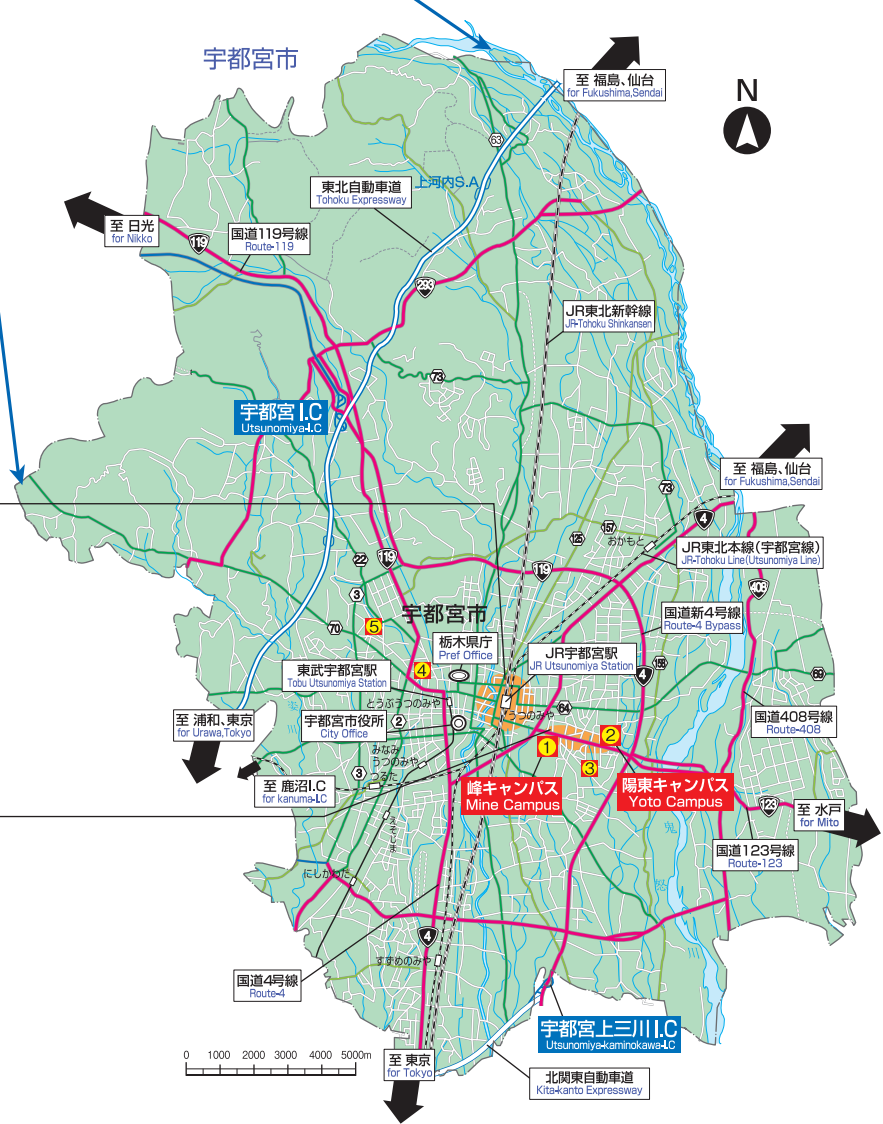 宇都宮市
至 福島、仙台
for Fukushima,Sendai
N
63
上河内S.A
東北自動車道
Tohoku Expressway
至 日光
for Nikko
119
国道119号線
Route-119
293
JR東北新幹線
JR-Tohoku Shinkansen
73
宇都宮I.C
Utsunomiya-I.C
至 福島、仙台
for Fukushima,Sendai
73
4
157
125
おかもと
JR東北本線(宇都宮線)
JR-Tohoku Line(Utsunomiya Line)
22
119
119
408
3
宇都宮市
国道新4号線
Route-4 Bypass
5
70
栃木県庁
Pref Office
JR宇都宮駅
JR Utsunomiya Station
155
69
4
4
東武宇都宮駅
Tobu Utsunomiya Station
とうぶうつのみや
うつのみや
64
至 浦和、東京
for Urawa,Tokyo
宇都宮市役所
City Office
2
国道408号線
Route-408
1
2
3
みなみ
うつのみや
つるた
3
至 鹿沼I.C
for kanuma-I.C
峰キャンパス
Mine Campus
陽東キャンパス
Yoto Campus
鬼
怒
川
123
至 水戸
for Mito
えそじま
国道123号線
Route-123
にしかわだ
4
すずめのみや
国道4号線
Route-4
宇都宮上三川I.C
Utsunomiya-kaminokawa-I.C
0 1000 2000 3000 4000 5000m
至 東京
for Tokyo
北関東自動車道
Kita-kanto Expressway